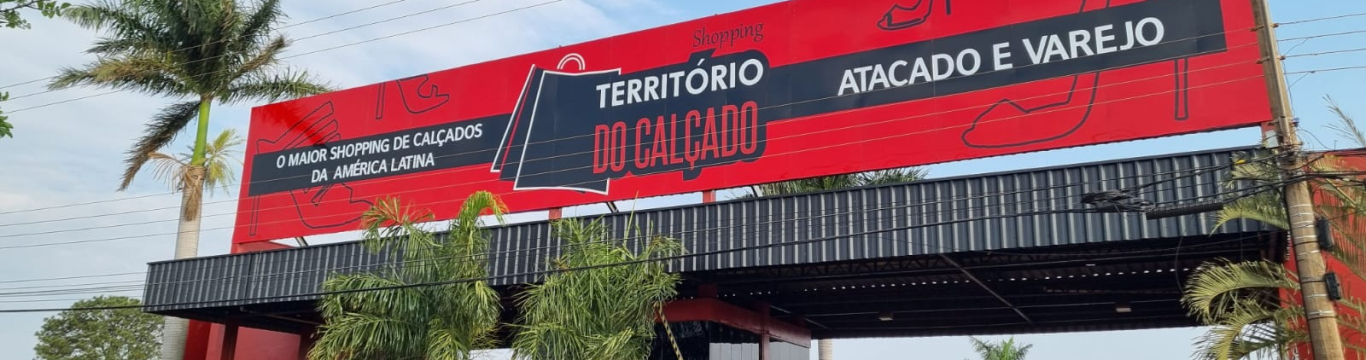 O MAIOR SHOPPING DE CALÇADOS
DA AMÉRICA LATINA
Shopping
TERRITÓRIO
DO CALÇADO
ATACADO E VAREJO